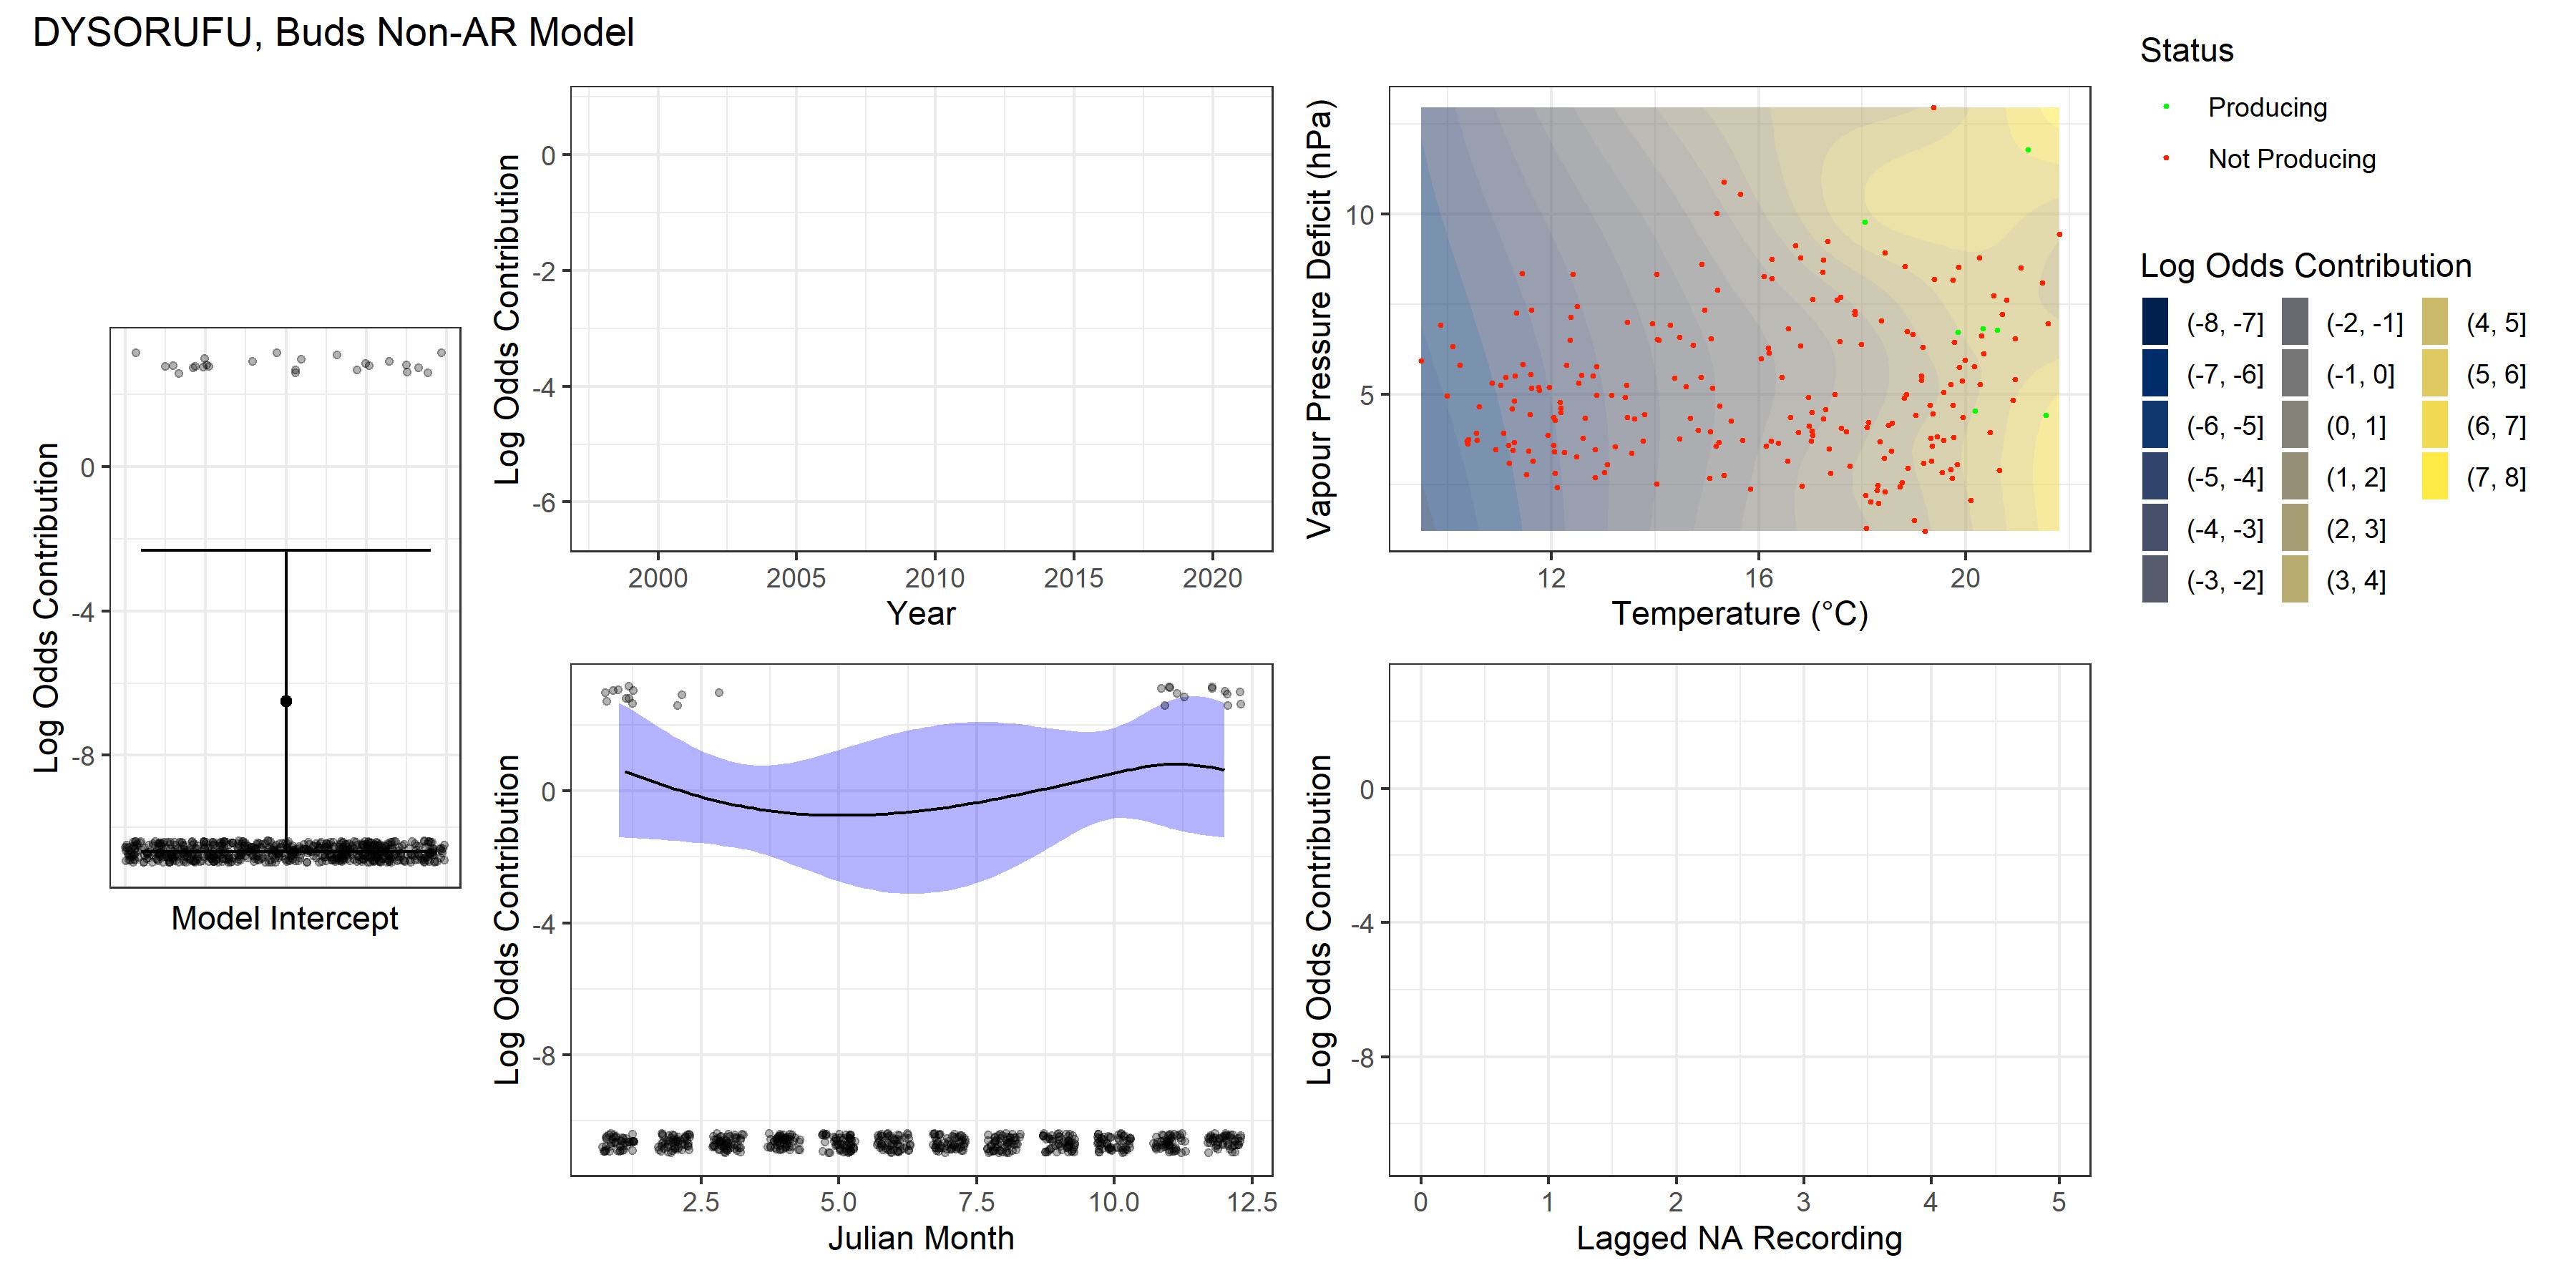 DYSORUFU, Buds Non-AR Model
Log Odds Contribution
0
-4
-8
Model Intercept
Log Odds Contribution
0
-2
-4
-6
2000 2005 2010 2015 2020
Year
Vapour Pressure Deficit (hPa)
10
5
12 16 20
Temperature (°C)
Log Odds Contribution
0
-4
-8
2.5 5.0 7.5 10.0 12.5
Julian Month
Log Odds Contribution
0
-4
-8
0 1 2 3 4 5
Lagged NA Recording
Status
Producing
Not Producing
Log Odds Contribution
(-8, -7] (-2, -1] (4, 5]
(-7, -6] (-1, 0] (5, 6]
(-6, -5] (0, 1] (6, 7]
(-5, -4] (1, 2] (7, 8]
(-4, -3] (2, 3]
(-3, -2] (3, 4]